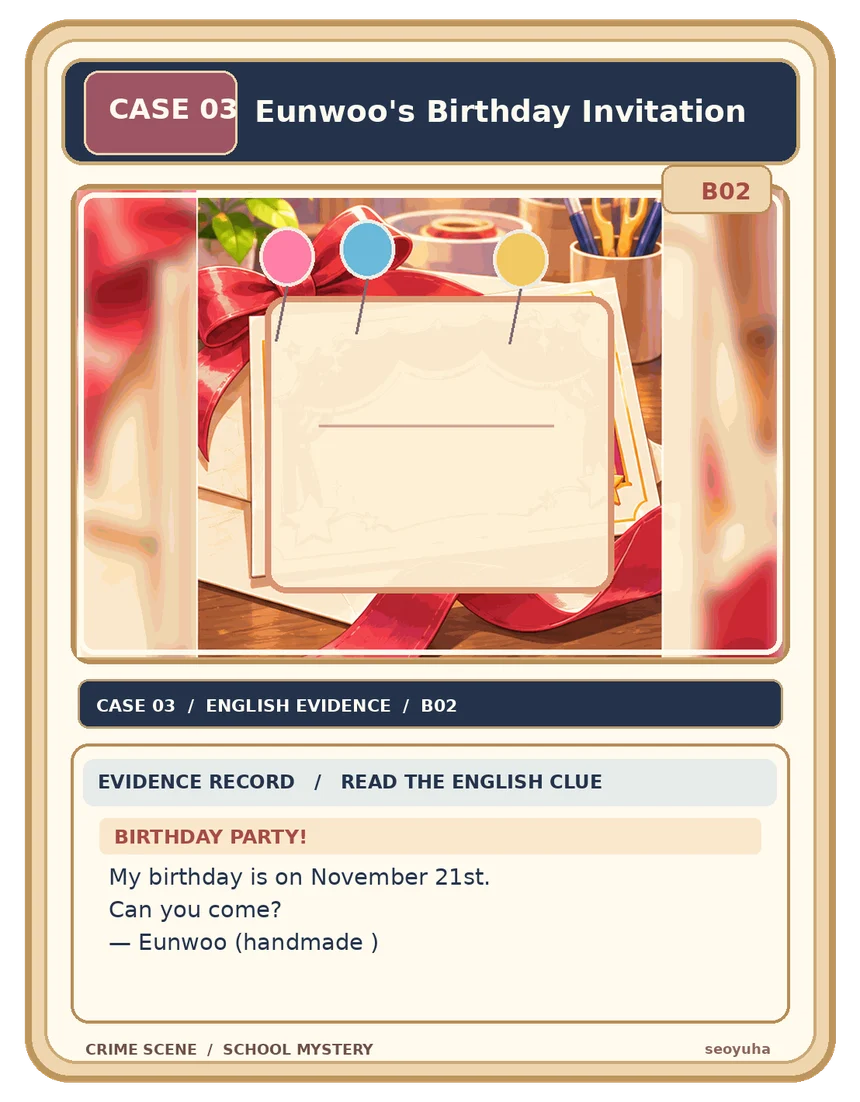 CASE 03 Eunwoo's Birthday Invitation
B02
CASE 03 / ENGLISH EVIDENCE / B02
EVIDENCE RECORD / READ THE ENGLISH CLUE
BIRTHDAY PARTY!
My birthday is on November 21st.
Can you come?
— Eunwoo (handmade )
CRIME SCENE / SCHOOL MYSTERY
seoyuha